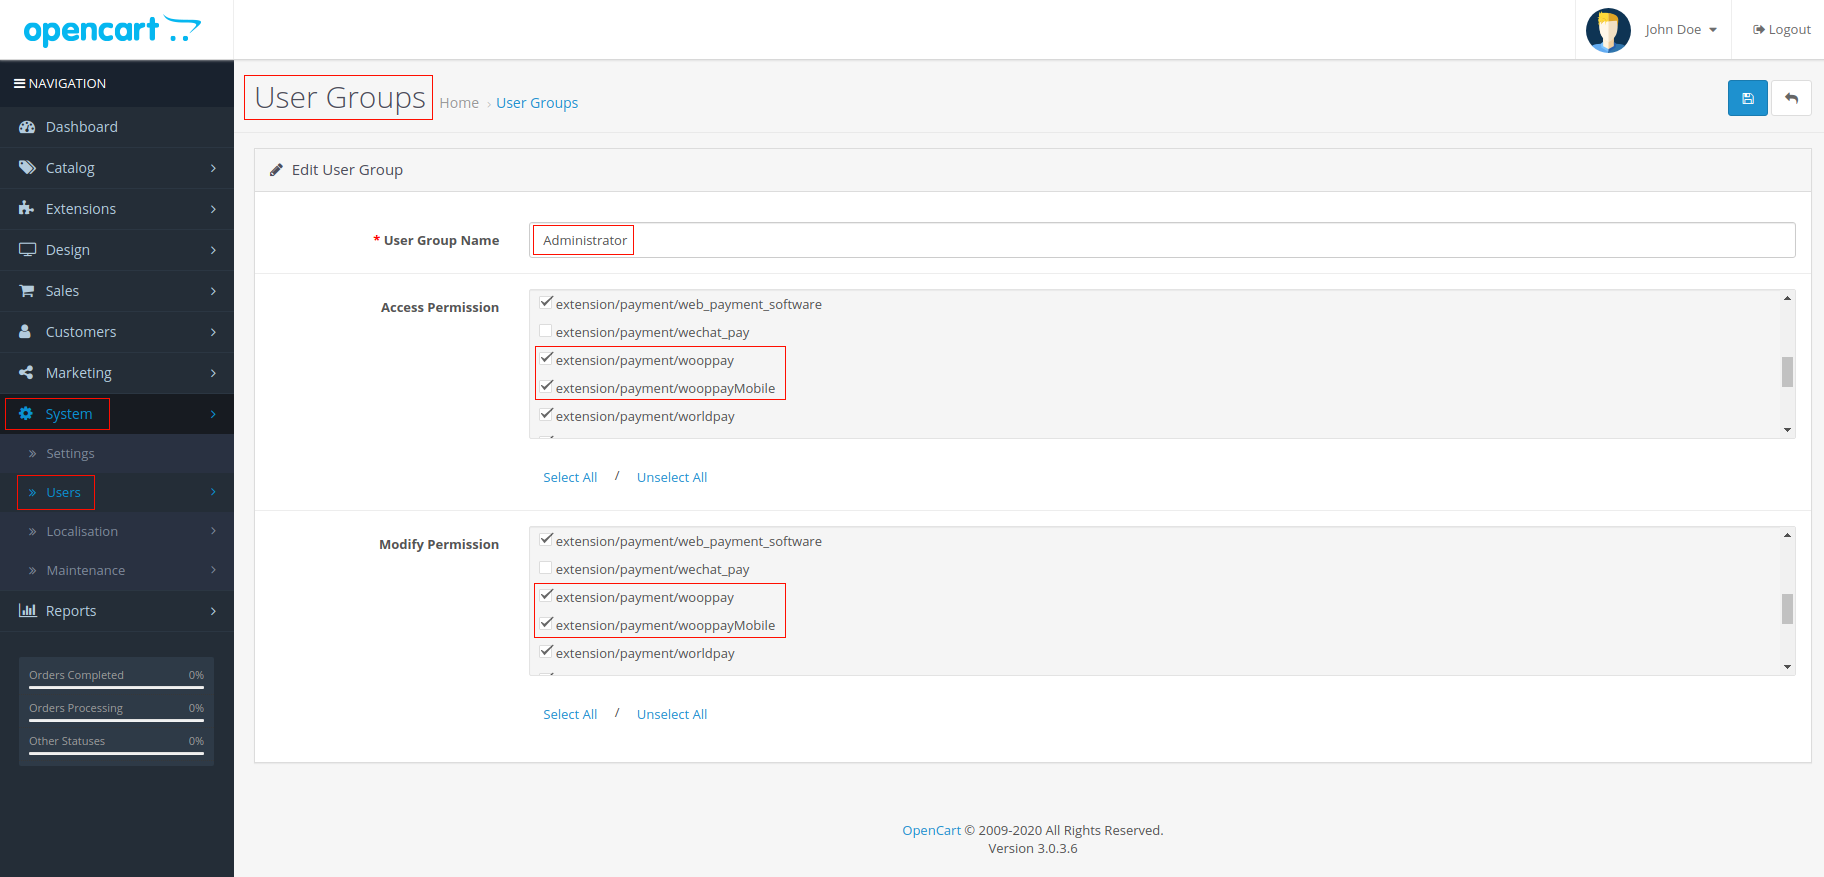 opencart
John Doe
Logout
NAVIGATION
Dashboard
Catalog
Extensions
Design
Sales
Customers
Marketing
System
Settings
Users
Localisation
Maintenance
Reports
Orders Completed 0%
Orders Processing 0%
Other Statuses 0%
User Groups
Home › User Groups
Edit User Group
* User Group Name
Administrator
Access Permission
extension/payment/web_payment_software
extension/payment/wechat_pay
extension/payment/wooppay
extension/payment/wooppayMobile
extension/payment/worldpay
Select All / Unselect All
Modify Permission
extension/payment/web_payment_software
extension/payment/wechat_pay
extension/payment/wooppay
extension/payment/wooppayMobile
extension/payment/worldpay
Select All / Unselect All
OpenCart © 2009-2020 All Rights Reserved.
Version 3.0.3.6